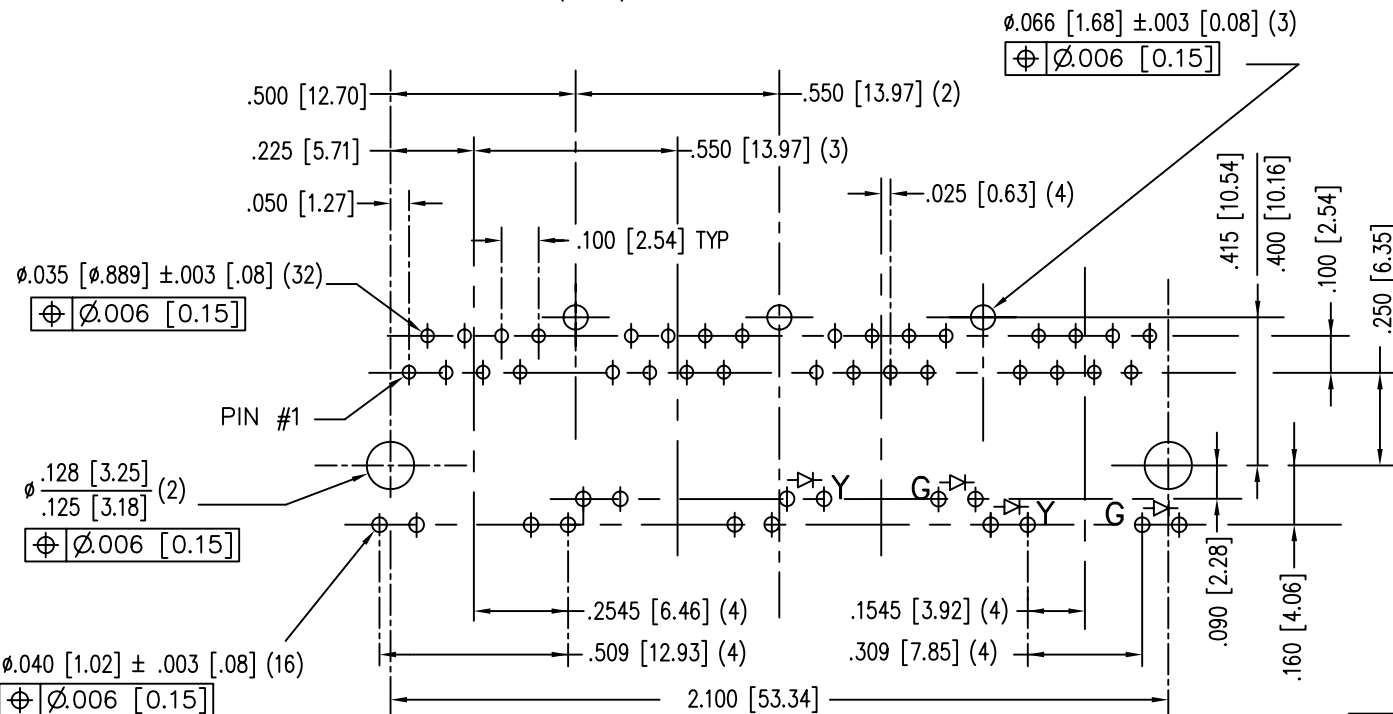 ø.066 [1.68] ±.003 [0.08] (3)
⌖ Ø.006 [0.15]
.500 [12.70]
.550 [13.97] (2)
.225 [5.71]
.550 [13.97] (3)
.050 [1.27]
.025 [0.63] (4)
.100 [2.54] TYP
.415 [10.54]
.400 [10.16]
.100 [2.54]
.250 [6.35]
ø.035 [ø.889] ±.003 [.08] (32)
⌖ Ø.006 [0.15]
PIN #1
ø .128 [3.25]
.125 [3.18] (2)
⌖ Ø.006 [0.15]
Y
G
Y
G
.090 [2.28]
.160 [4.06]
.2545 [6.46] (4)
.1545 [3.92] (4)
.509 [12.93] (4)
.309 [7.85] (4)
ø.040 [1.02] ± .003 [.08] (16)
⌖ Ø.006 [0.15]
2.100 [53.34]